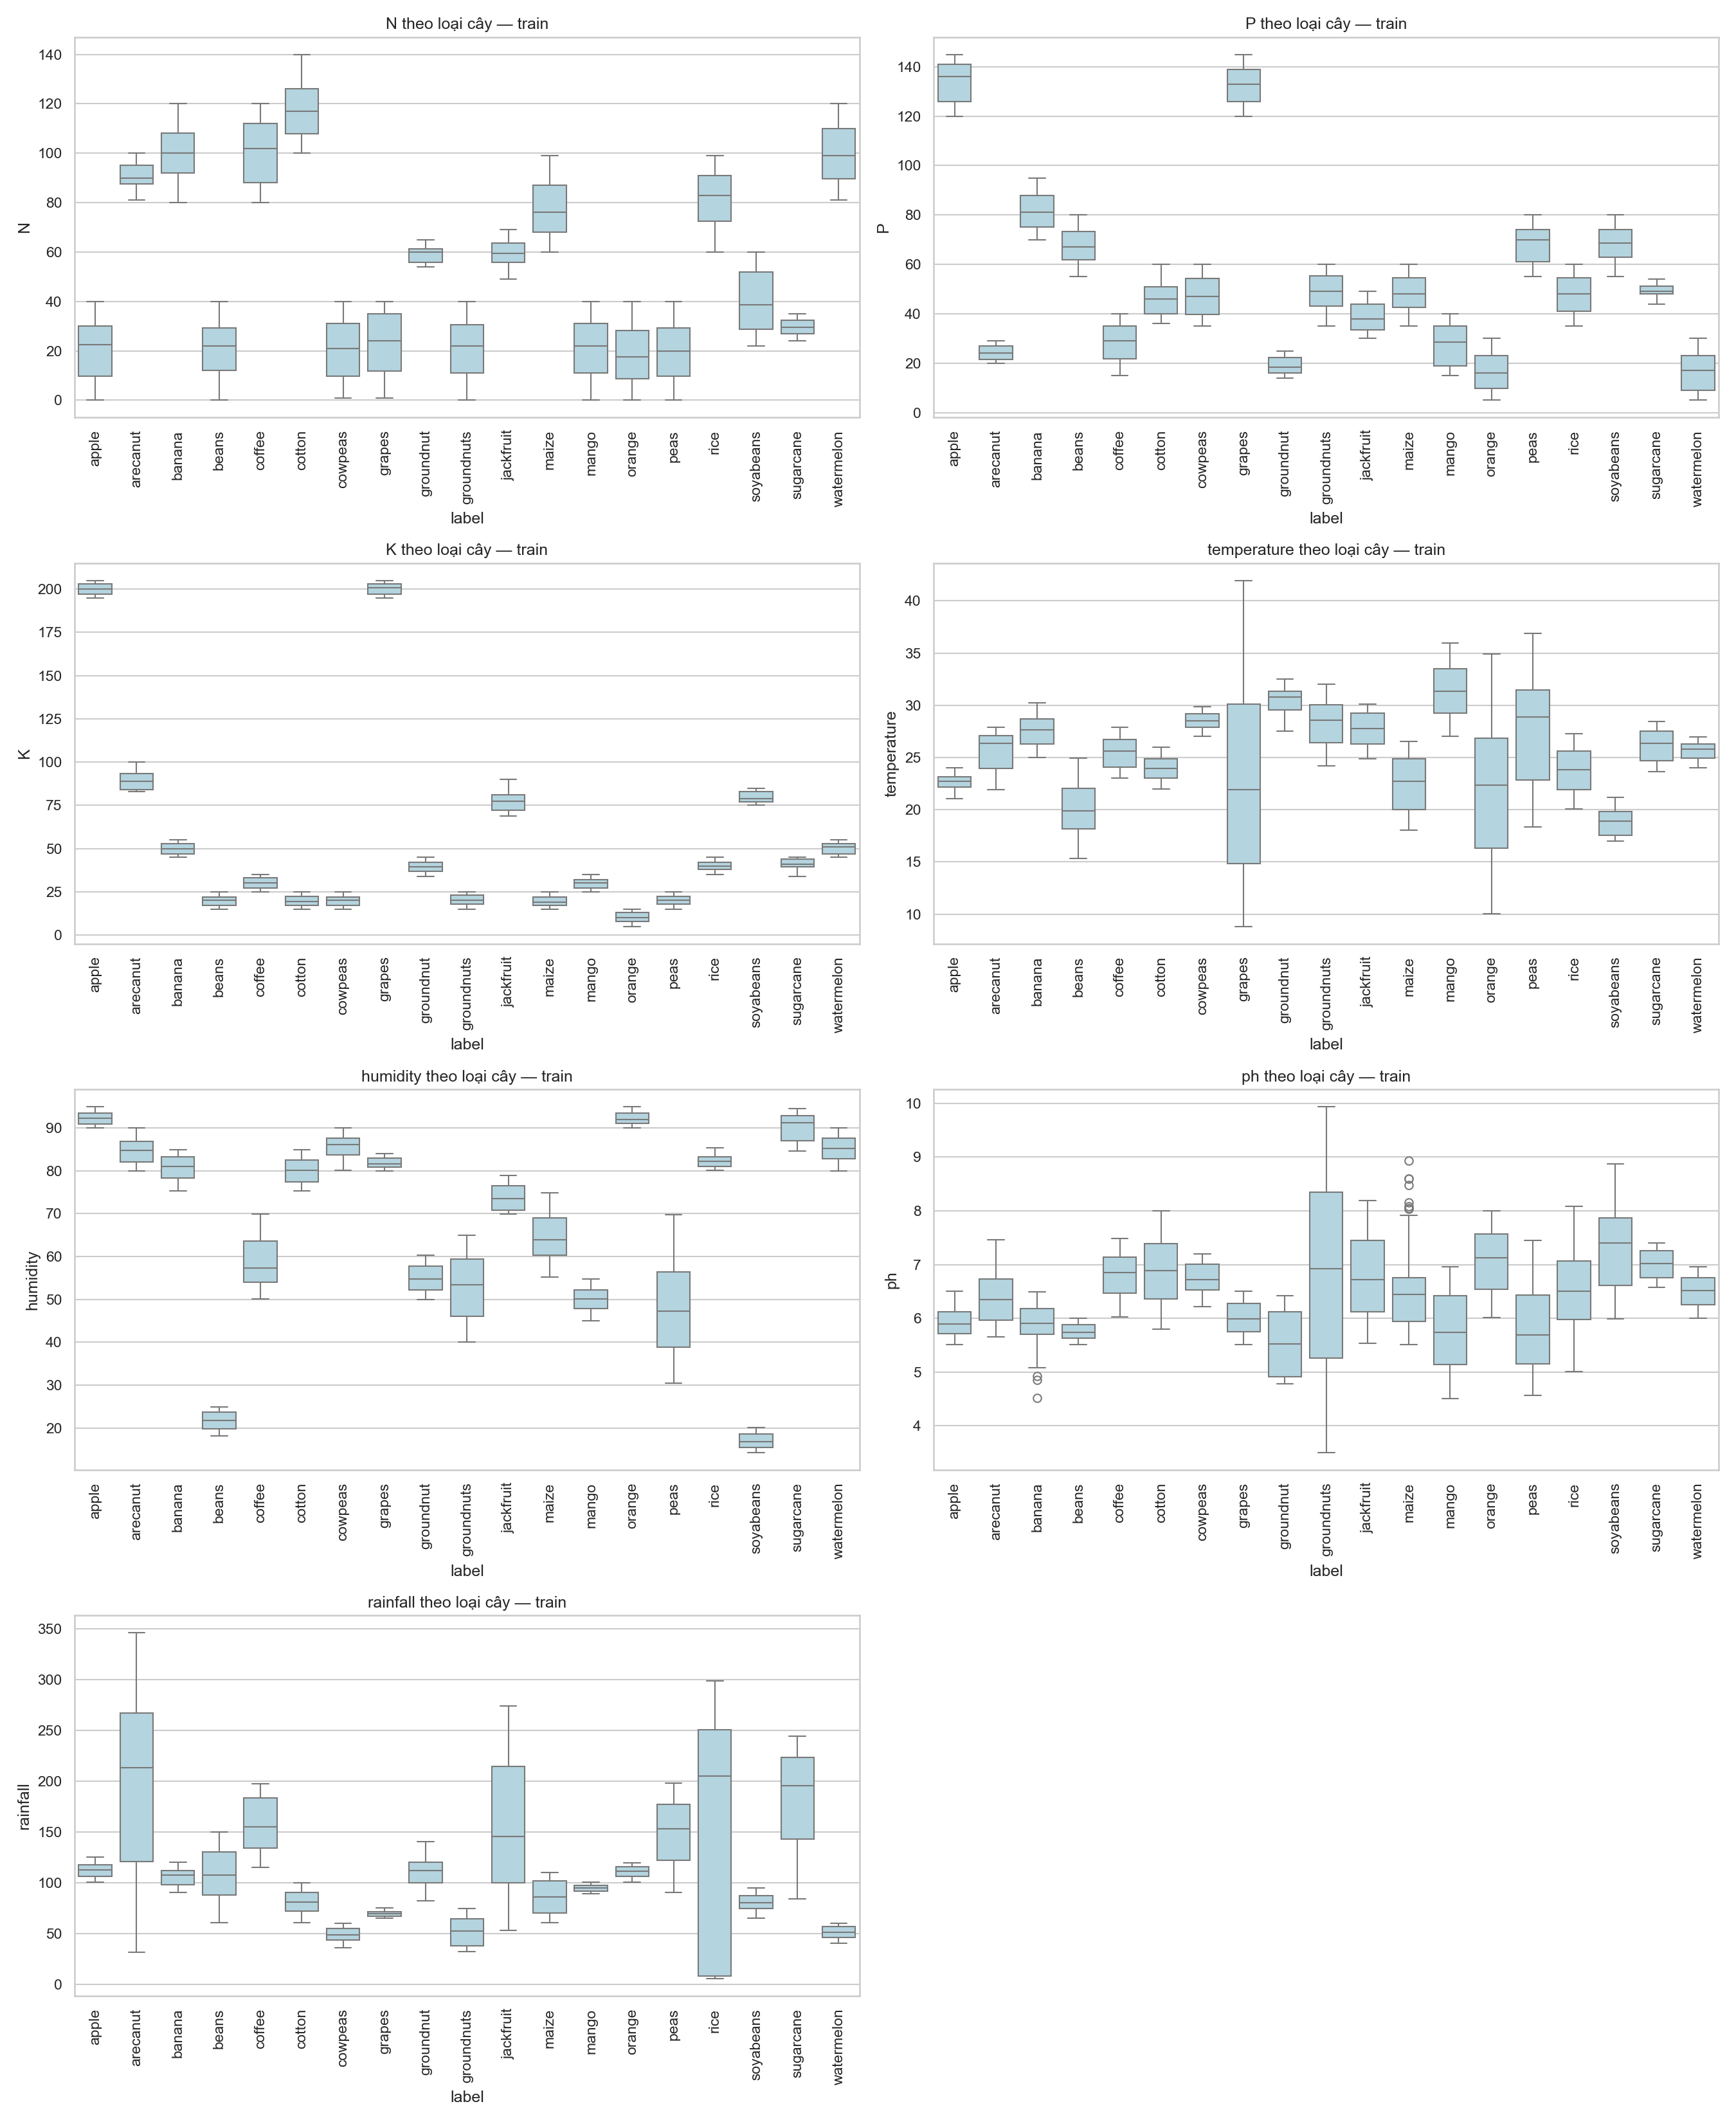 N theo loại cây — train
140
120
100
80
60
40
20
0
N
apple
arecanut
banana
beans
coffee
cotton
cowpeas
grapes
groundnut
groundnuts
jackfruit
maize
mango
orange
peas
rice
soyabeans
sugarcane
watermelon
label
P theo loại cây — train
140
120
100
80
60
40
20
0
P
apple
arecanut
banana
beans
coffee
cotton
cowpeas
grapes
groundnut
groundnuts
jackfruit
maize
mango
orange
peas
rice
soyabeans
sugarcane
watermelon
label
K theo loại cây — train
200
175
150
125
100
75
50
25
0
K
apple
arecanut
banana
beans
coffee
cotton
cowpeas
grapes
groundnut
groundnuts
jackfruit
maize
mango
orange
peas
rice
soyabeans
sugarcane
watermelon
label
temperature theo loại cây — train
40
35
30
25
20
15
10
temperature
apple
arecanut
banana
beans
coffee
cotton
cowpeas
grapes
groundnut
groundnuts
jackfruit
maize
mango
orange
peas
rice
soyabeans
sugarcane
watermelon
label
humidity theo loại cây — train
90
80
70
60
50
40
30
20
humidity
apple
arecanut
banana
beans
coffee
cotton
cowpeas
grapes
groundnut
groundnuts
jackfruit
maize
mango
orange
peas
rice
soyabeans
sugarcane
watermelon
label
ph theo loại cây — train
10
9
8
7
6
5
4
ph
apple
arecanut
banana
beans
coffee
cotton
cowpeas
grapes
groundnut
groundnuts
jackfruit
maize
mango
orange
peas
rice
soyabeans
sugarcane
watermelon
label
rainfall theo loại cây — train
350
300
250
200
150
100
50
0
rainfall
apple
arecanut
banana
beans
coffee
cotton
cowpeas
grapes
groundnut
groundnuts
jackfruit
maize
mango
orange
peas
rice
soyabeans
sugarcane
watermelon
label